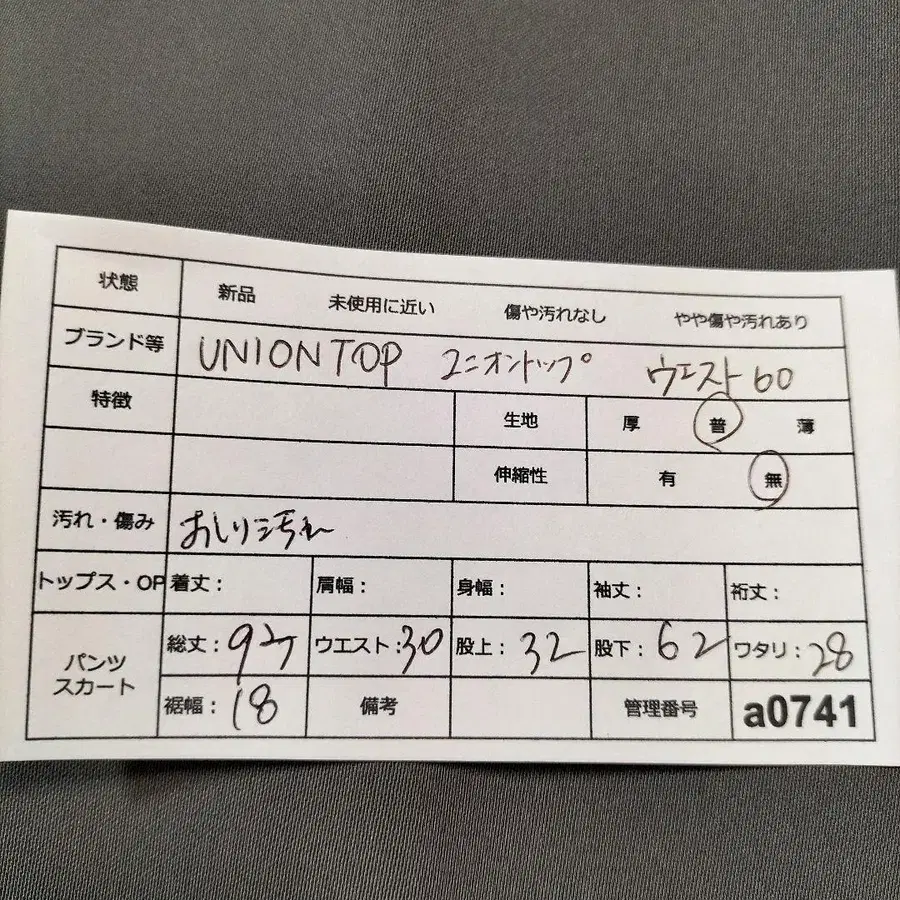 状態 新品 未使用に近い 傷や汚れなし やや傷や汚れあり
ブランド等 UNIONTOP ユニオントップ ウエスト60
特徴 生地 厚 普 薄
伸縮性 有 無
汚れ・傷み おしり汚れ
トップス・OP 着丈: 肩幅: 身幅: 袖丈: 裄丈:
パンツ スカート
総丈: ウエスト:30 股上:32 股下:62 ワタリ:28
裾幅:18 備考 管理番号 a0741